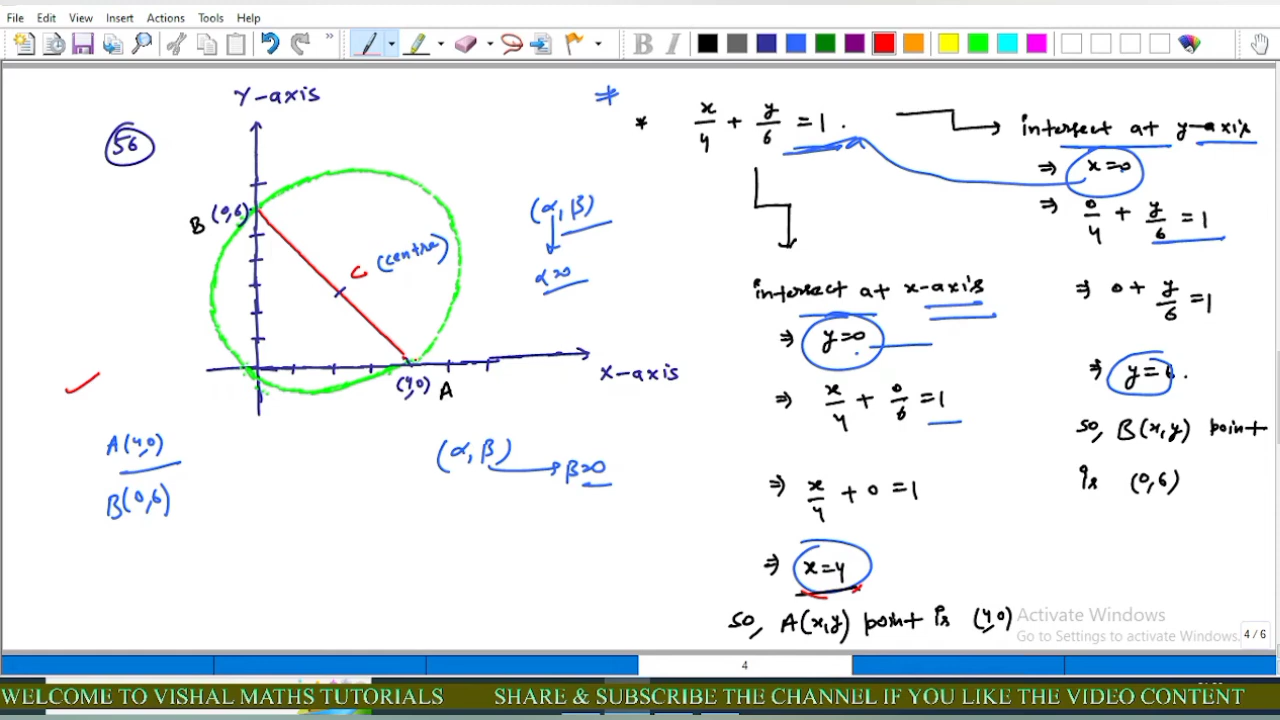 File Edit View Insert Actions Tools Help
Y-axis
56
B (0,6)
C (centre)
(4,0) A
X-axis
A(4,0)
B(0,6)
(α, β)
α=0
(α, β) → β=0
* x/4 + y/6 = 1.
intersect at x-axis
⇒ y=0
⇒ x/4 + 0/6 = 1
⇒ x/4 + 0 = 1
⇒ x=4
so, A(x,y) point is (4,0)
intersect at y-axis
⇒ x=0
⇒ 0/4 + y/6 = 1
⇒ 0 + y/6 = 1
⇒ y=6.
so, B(x,y) point
is (0,6)
Activate Windows
Go to Settings to activate Windows.
4/6
4
WELCOME TO VISHAL MATHS TUTORIALS SHARE & SUBSCRIBE THE CHANNEL IF YOU LIKE THE VIDEO CONTENT